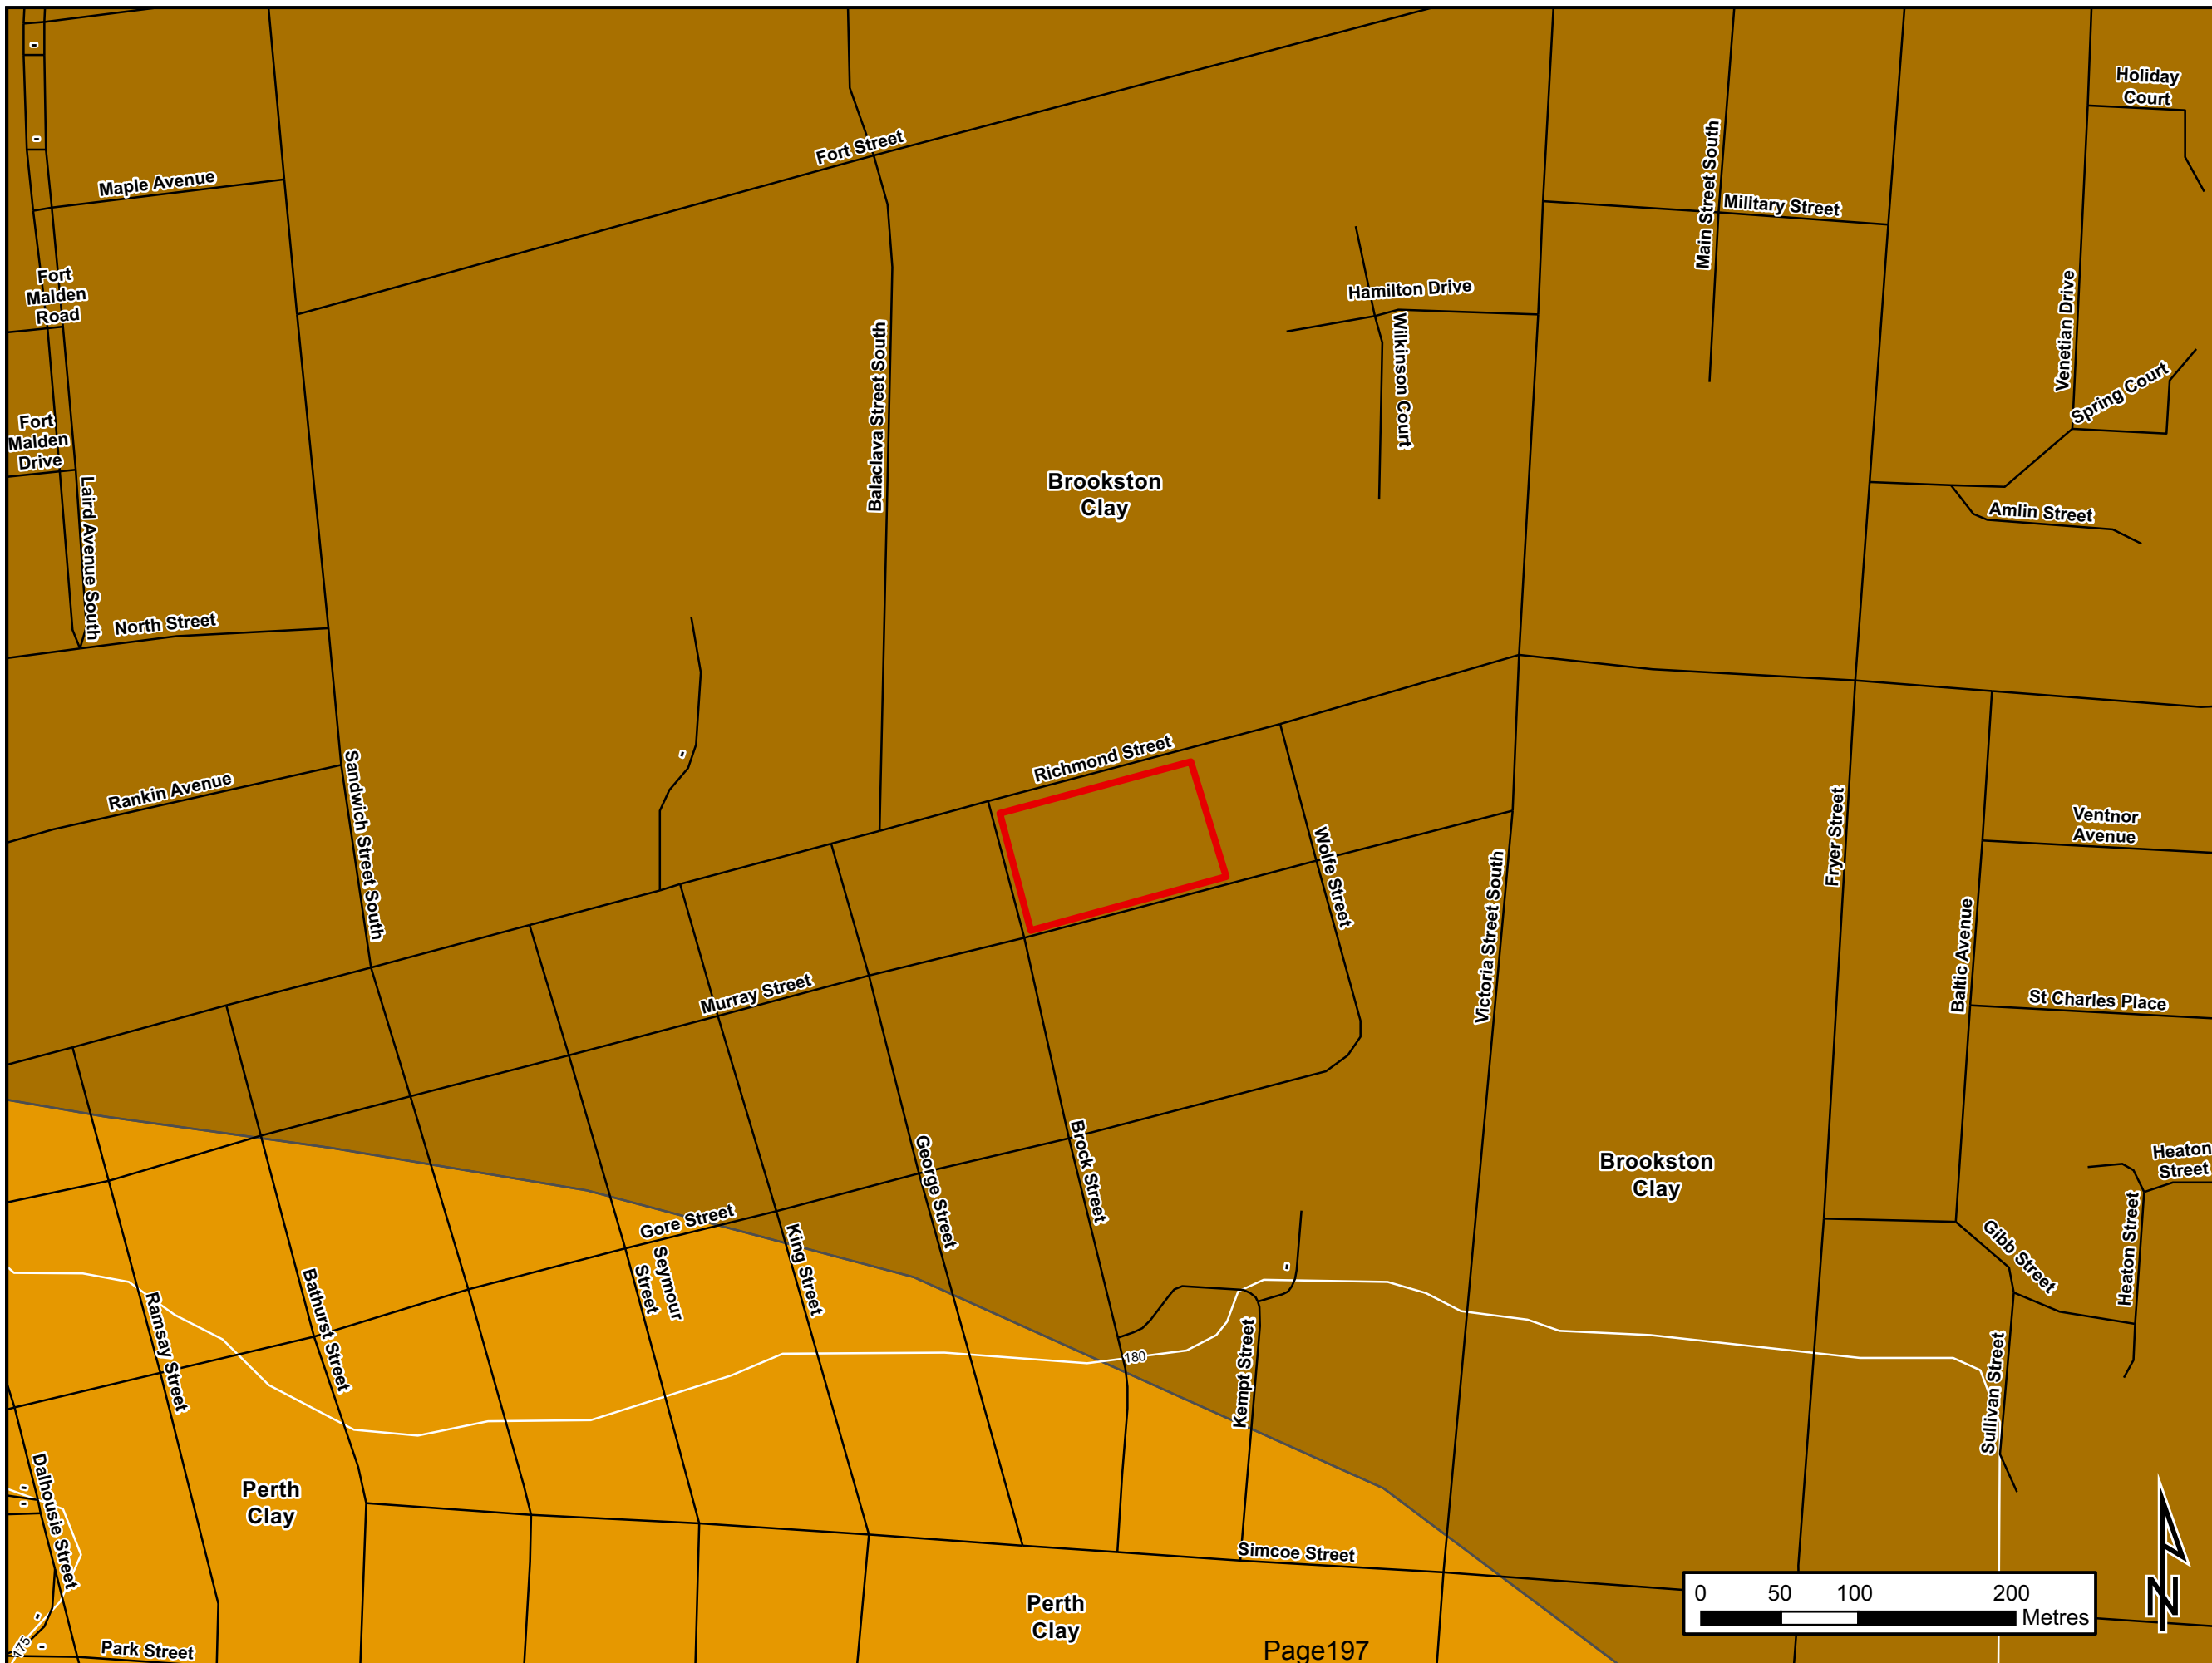 Holiday
Court
Fort Street
Main Street South
Maple Avenue
Military Street
Fort
Malden
Road
Hamilton Drive
Venetian Drive
Balaclava Street South
Wilkinson Court
Spring Court
Fort
Malden
Drive
Laird Avenue South
Brookston
Clay
Amlin Street
North Street
Richmond Street
Sandwich Street South
Rankin Avenue
Wolfe Street
Fryer Street
Ventnor
Avenue
Victoria Street South
Baltic Avenue
Murray Street
St Charles Place
Brock Street
George Street
Brookston
Clay
Heaton
Street
Heaton Street
Gore Street
King Street
Seymour
Street
Gibb Street
Bathurst Street
Ramsay Street
180
Kempt Street
Sullivan Street
Dalhousie Street
Perth
Clay
Simcoe Street
Perth
Clay
0 50 100 200
Metres
N
175
Park Street
Page197